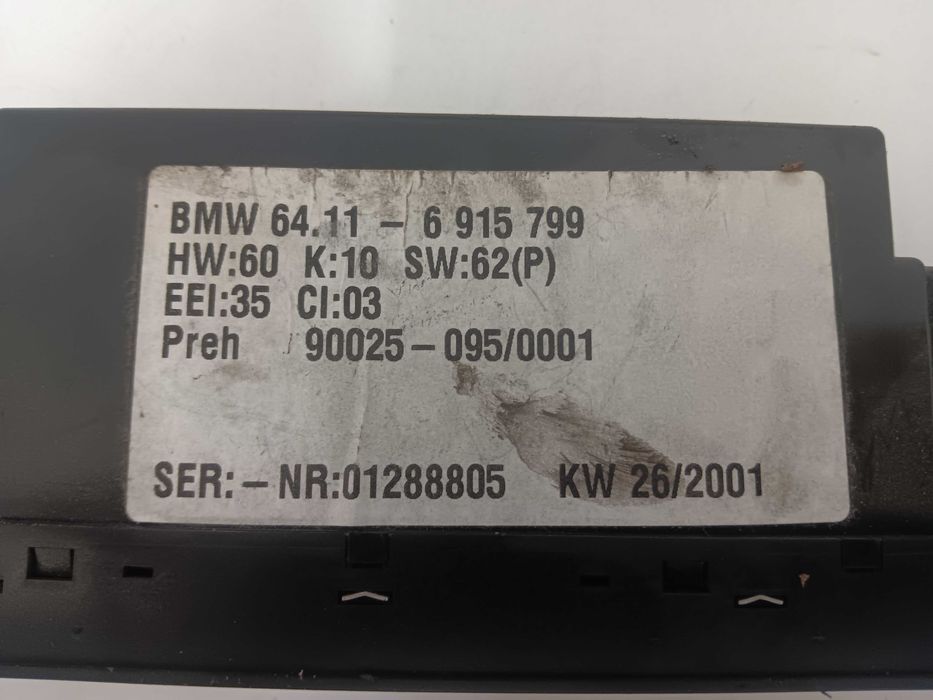 BMW 64.11 - 6 915 799
HW:60 K:10 SW:62(P)
EEI:35 CI:03
Preh 90025-095/0001
SER:-NR:01288805 KW 26/2001